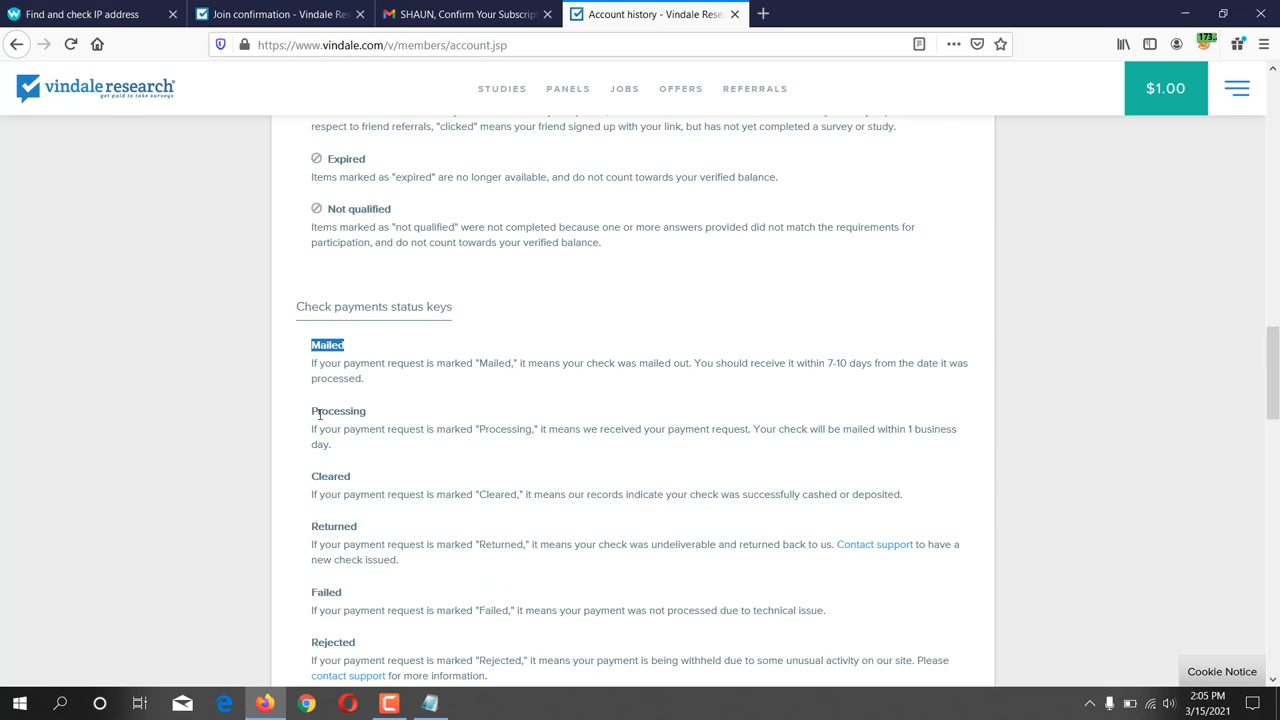 Find and check IP address
Join confirmation - Vindale Res
SHAUN, Confirm Your Subscript
Account history - Vindale Rese
https://www.vindale.com/v/members/account.jsp
173
vindale research
get paid to take surveys
STUDIES PANELS JOBS OFFERS REFERRALS
$1.00
respect to friend referrals, "clicked" means your friend signed up with your link, but has not yet completed a survey or study.
Expired
Items marked as "expired" are no longer available, and do not count towards your verified balance.
Not qualified
Items marked as "not qualified" were not completed because one or more answers provided did not match the requirements for
participation, and do not count towards your verified balance.
Check payments status keys
Mailed
If your payment request is marked "Mailed," it means your check was mailed out. You should receive it within 7-10 days from the date it was
processed.
Processing
If your payment request is marked "Processing," it means we received your payment request. Your check will be mailed within 1 business
day.
Cleared
If your payment request is marked "Cleared," it means our records indicate your check was successfully cashed or deposited.
Returned
If your payment request is marked "Returned," it means your check was undeliverable and returned back to us. Contact support to have a
new check issued.
Failed
If your payment request is marked "Failed," it means your payment was not processed due to technical issue.
Rejected
If your payment request is marked "Rejected," it means your payment is being withheld due to some unusual activity on our site. Please
contact support for more information.
Cookie Notice
2:05 PM
3/15/2021